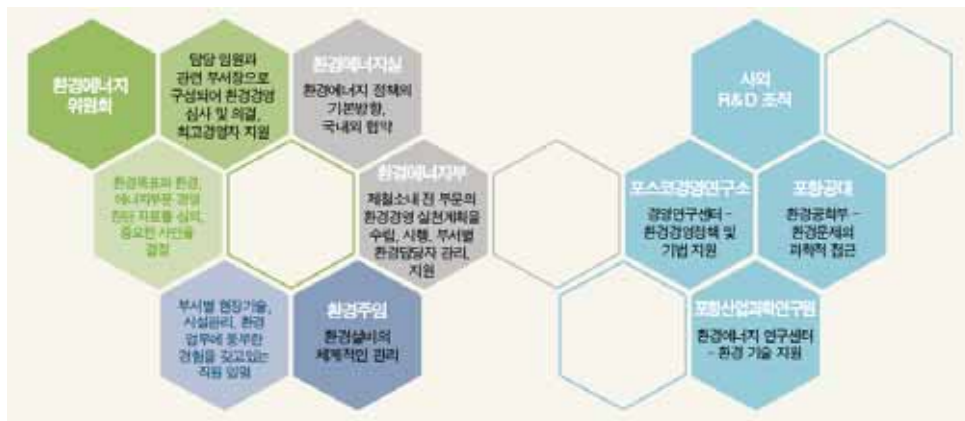 환경에너지
위원회
담당 임원과
관련 부서장으로
구성되어 환경경영
심사 및 의결,
최고경영자 지원
환경에너지실
환경에너지 정책의
기본방향,
국내외 협약
환경목표와 환경,
에너지부문 경영
진단 자료를 심의,
중요한 사안을
결정
환경에너지부
제철소내 전 부문의
환경경영 실천계획을
수립, 시행, 부서별
환경담당자 관리,
지원
부서별 현장기술,
시설관리, 환경
업무에 풍부한
경험을 갖고있는
직원 임명
환경주임
환경설비의
체계적인 관리
사외
R&D 조직
포스코경영연구소
경영연구센터 –
환경경영정책 및
기법 지원
포항공대
환경공학부 –
환경문제의
과학적 접근
포항산업과학연구원
환경에너지 연구센터
– 환경 기술 지원